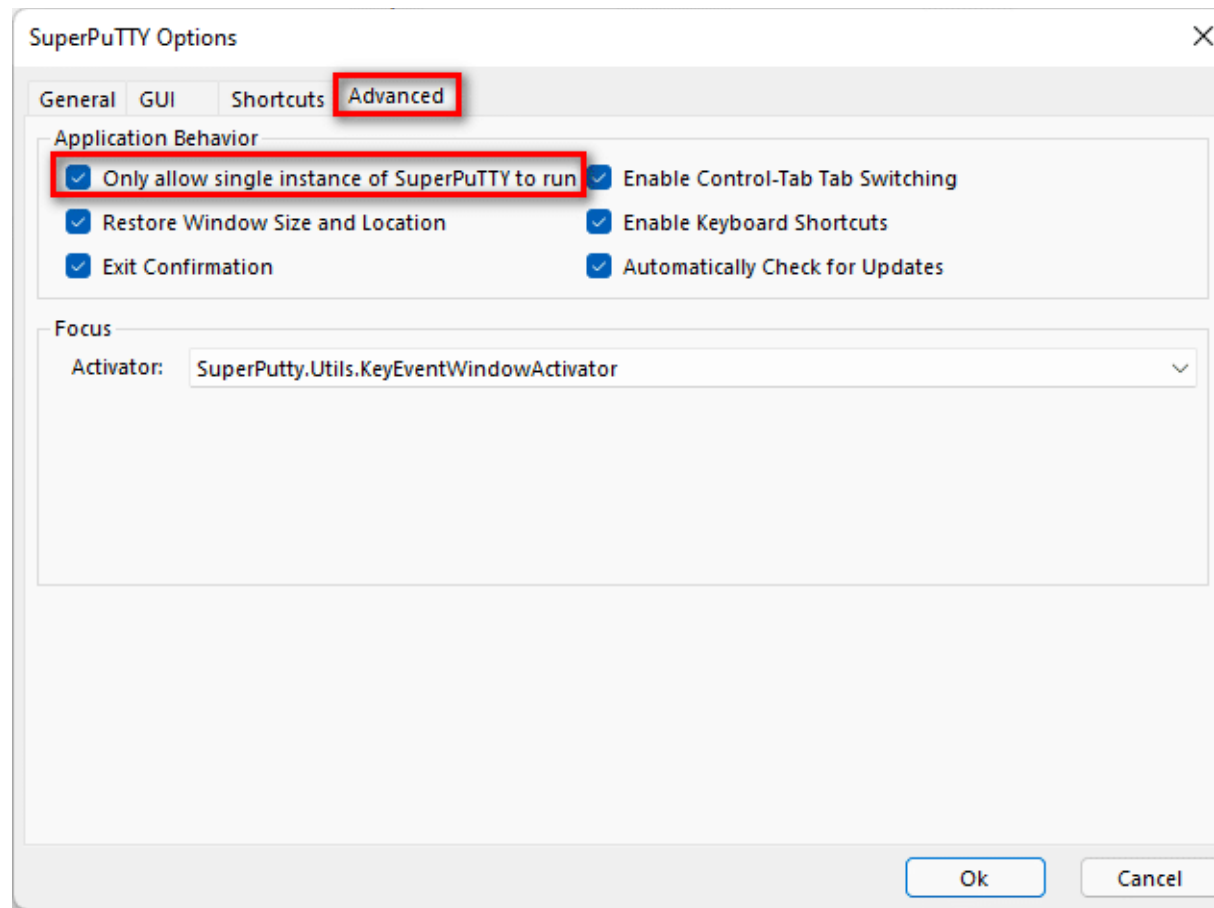 SuperPuTTY Options
General GUI Shortcuts Advanced
Application Behavior
Only allow single instance of SuperPuTTY to run Enable Control-Tab Tab Switching
Restore Window Size and Location Enable Keyboard Shortcuts
Exit Confirmation Automatically Check for Updates
Focus
Activator: SuperPutty.Utils.KeyEventWindowActivator
Ok Cancel